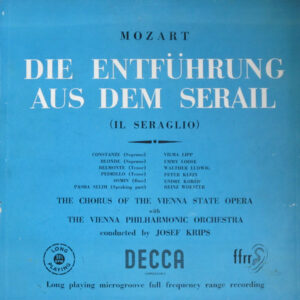 MOZART
DIE ENTFÜHRUNG
AUS DEM SERAIL
(IL SERAGLIO)
CONSTANZE (Soprano) WILMA LIPP
BLONDE (Soprano) EMMY LOOSE
BELMONTE (Tenor) WALTHER LUDWIG
PEDRILLO (Tenor) PETER KLEIN
OSMIN (Bass) ENDRE KORÉH
PASHA SELIM (Speaking part) HEINZ WOESTER
THE CHORUS OF THE VIENNA STATE OPERA
with
THE VIENNA PHILHARMONIC ORCHESTRA
conducted by JOSEF KRIPS
LONG
PLAYING
DECCA
ffrr
Long playing microgroove full frequency range recording